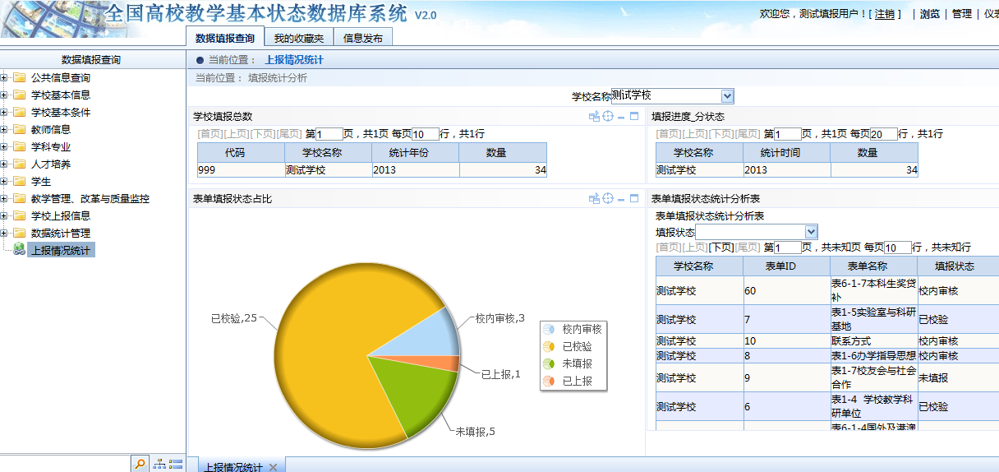 全国高校教学基本状态数据库系统 V2.0
欢迎您，测试填报用户！[ 注销 ] | 浏览 | 管理 | 仪表
数据填报查询 我的收藏夹 信息发布
数据填报查询
公共信息查询
学校基本信息
学校基本条件
教师信息
学科专业
人才培养
学生
教学管理、改革与质量监控
学校上报信息
数据统计管理
上报情况统计
当前位置： 上报情况统计
当前位置： 填报统计分析
学校名称 测试学校
学校填报总数
[首页][上页][下页][尾页] 第1页，共1页 每页10行，共1行
代码 学校名称 统计年份 数量
999 测试学校 2013 34
填报进度_分状态
[首页][上页][下页][尾页] 第1页，共1页 每页20行，共1行
学校名称 统计时间 数量
测试学校 2013 34
表单填报状态占比
已校验,25
校内审核,3
已上报,1
未填报,5
校内审核
已校验
未填报
已上报
表单填报状态统计分析表
表单填报状态统计分析表
填报状态
[首页][上页][下页][尾页] 第1页，共未知页 每页10行，共未知行
学校名称 表单ID 表单名称 填报状态
测试学校 60 表6-1-7本科生奖贷
补 校内审核
测试学校 7 表1-5实验室与科研
基地 已校验
测试学校 10 联系方式 校内审核
测试学校 8 表1-6办学指导思想 校内审核
测试学校 9 表1-7校友会与社会
合作 未填报
测试学校 6 表1-4 学校教学科
研单位 已校验
表6-1-4国外及港澳
上报情况统计